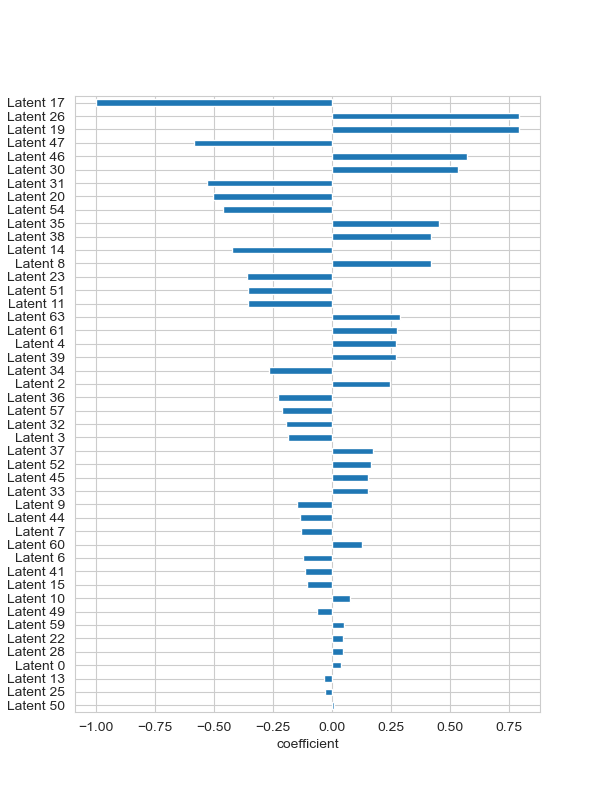 Latent 17
Latent 26
Latent 19
Latent 47
Latent 46
Latent 30
Latent 31
Latent 20
Latent 54
Latent 35
Latent 38
Latent 14
Latent 8
Latent 23
Latent 51
Latent 11
Latent 63
Latent 61
Latent 4
Latent 39
Latent 34
Latent 2
Latent 36
Latent 57
Latent 32
Latent 3
Latent 37
Latent 52
Latent 45
Latent 33
Latent 9
Latent 44
Latent 7
Latent 60
Latent 6
Latent 41
Latent 15
Latent 10
Latent 49
Latent 59
Latent 22
Latent 28
Latent 0
Latent 13
Latent 25
Latent 50
−1.00 −0.75 −0.50 −0.25 0.00 0.25 0.50 0.75
coefficient